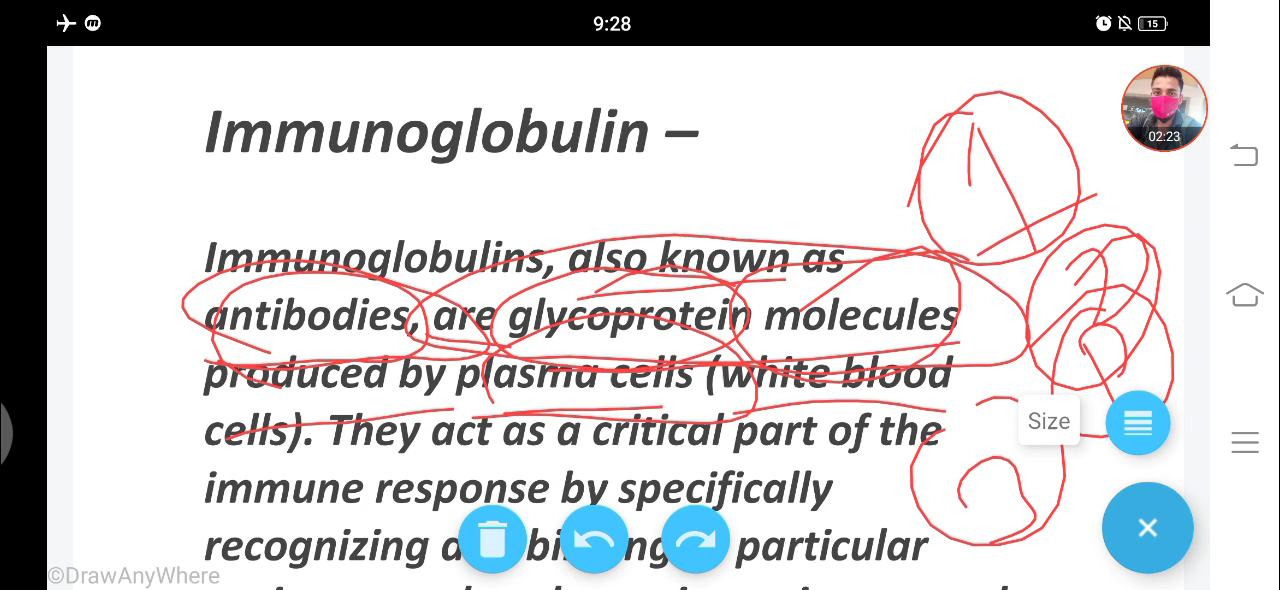 9:28
15
02:23
Immunoglobulin –
Immunoglobulins, also known as
antibodies, are glycoprotein molecules
produced by plasma cells (white blood
cells). They act as a critical part of the
Size
immune response by specifically
recognizing particular
©DrawAnyWhere